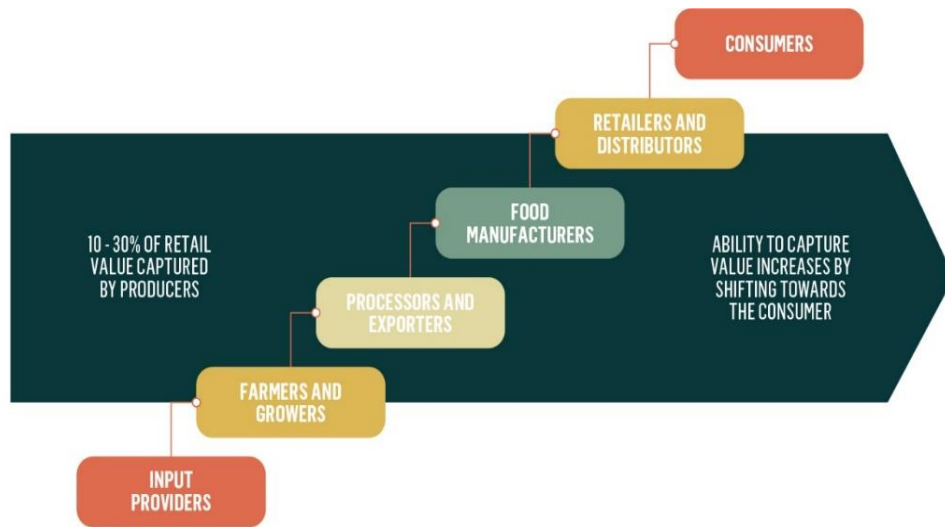 CONSUMERS
RETAILERS AND
DISTRIBUTORS
FOOD
MANUFACTURERS
10 - 30% OF RETAIL
VALUE CAPTURED
BY PRODUCERS
ABILITY TO CAPTURE
VALUE INCREASES BY
SHIFTING TOWARDS
THE CONSUMER
PROCESSORS AND
EXPORTERS
FARMERS AND
GROWERS
INPUT
PROVIDERS